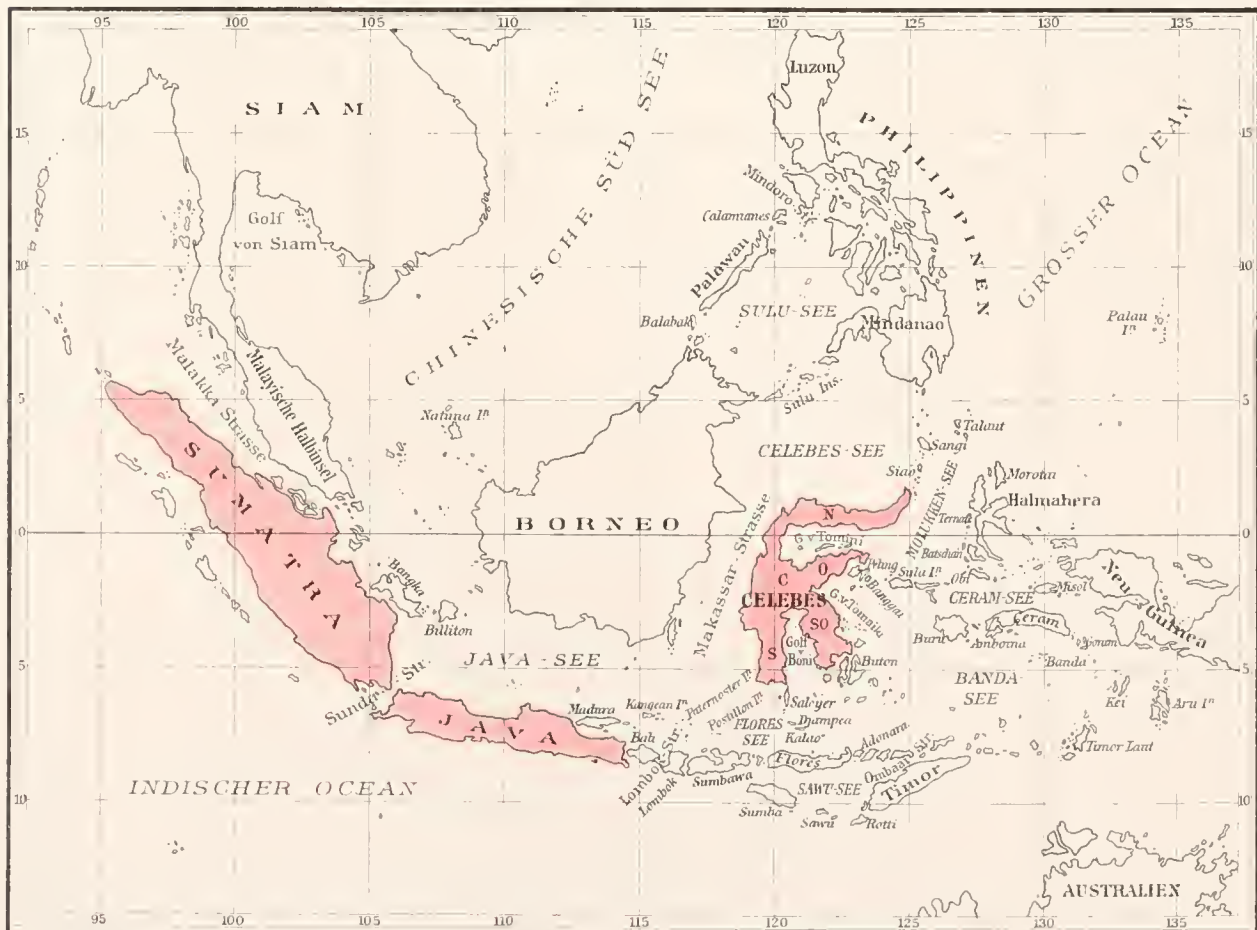 95 100 105 110 115 120 125 130 135
Luzon
SIAM
15 15
PHILIPPINEN
CHINESISCHE SÜD SEE
GROSSER OCEAN
Mindoro Str.
Golf
von Siam
Calamianes
Palawan
10 10
SULU-SEE
Balabak
Mindanao
Palau
Iⁿ
Malakka Strasse
Malayische Halbinsel
Sulu Ins.
5 5
Natuna Iⁿ
Talaut
Sangi
CELEBES-SEE
Siao
SUMATRA
Morotai
Halmahera
MOLUKKEN-SEE
Ternate
N
BORNEO
0 0
Makassar Strasse
G. v Tomini
Batschan
O
Peling
Sula Iⁿ
Obi
C
CELEBES
Banggai
CERAM-SEE
Misol
Neu Guinea
Bangka
Billiton
G. v Tomaiki
SO
Buru
Ceram
Amboina
Goram
S
Golf
Boni
Buton
Banda
JAVA-SEE
5 5
Sunda Str.
BANDA
SEE
Kei
Aru Iⁿ
Paternoster Iⁿ
Postillon Iⁿ
Saleyer
JAVA
Madura
Kangean Iⁿ
Bali
FLORES
SEE
Djampea
Kalao
Adonara
Timor Laut
Lombok Str.
Lombok
Sumbawa
Flores
Ombaai Str.
INDISCHER OCEAN
SAWU-SEE
Timor
10 10
Sumba
Sawu
Rotti
AUSTRALIEN
95 100 105 110 115 120 125 130 135